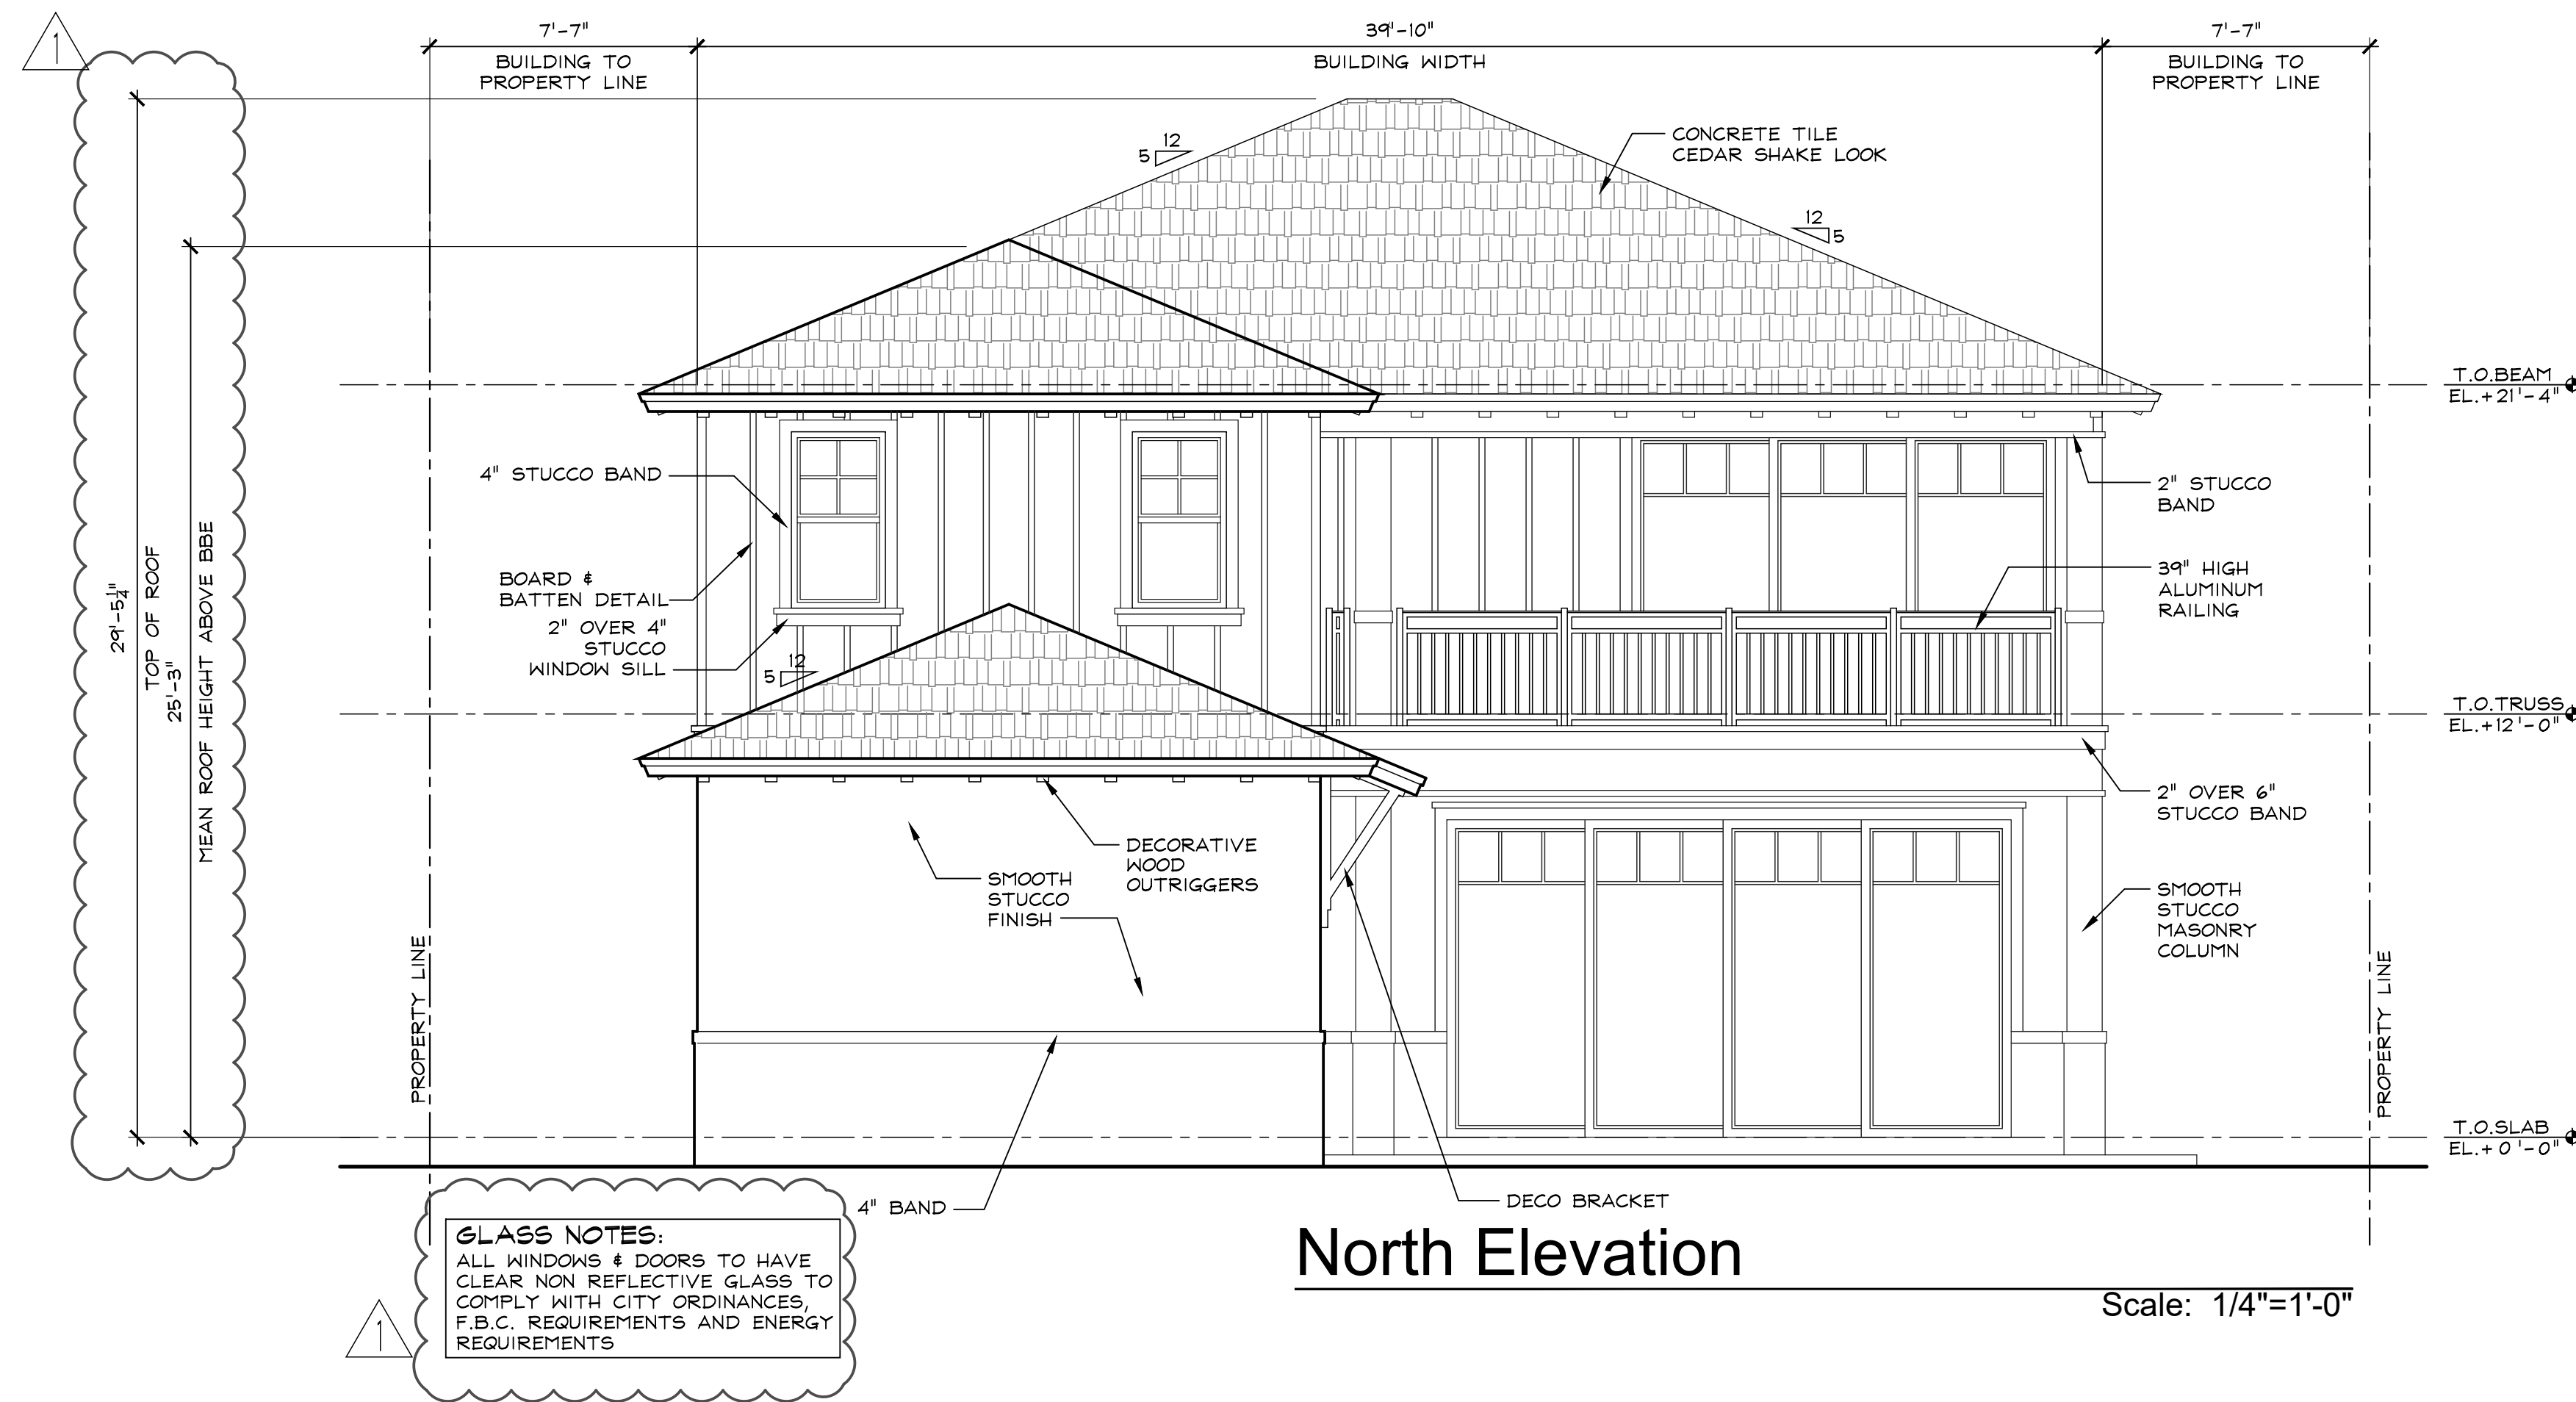 1
7'-7"
39'-10"
7'-7"
BUILDING TO
PROPERTY LINE
BUILDING WIDTH
BUILDING TO
PROPERTY LINE
12
5
CONCRETE TILE
CEDAR SHAKE LOOK
12
5
T.O.BEAM
EL.+21'-4"
4" STUCCO BAND
2" STUCCO
BAND
BOARD &
BATTEN DETAIL
39" HIGH
ALUMINUM
RAILING
2" OVER 4"
STUCCO
WINDOW SILL
12
5
29'-5 1/4"
TOP OF ROOF
25'-3"
MEAN ROOF HEIGHT ABOVE BBE
T.O.TRUSS
EL.+12'-0"
2" OVER 6"
STUCCO BAND
DECORATIVE
WOOD
OUTRIGGERS
SMOOTH
STUCCO
FINISH
SMOOTH
STUCCO
MASONRY
COLUMN
PROPERTY LINE
PROPERTY LINE
T.O.SLAB
EL.+0'-0"
4" BAND
DECO BRACKET
GLASS NOTES:
ALL WINDOWS & DOORS TO HAVE
CLEAR NON REFLECTIVE GLASS TO
COMPLY WITH CITY ORDINANCES,
F.B.C. REQUIREMENTS AND ENERGY
REQUIREMENTS
1
North Elevation
Scale: 1/4"=1'-0"